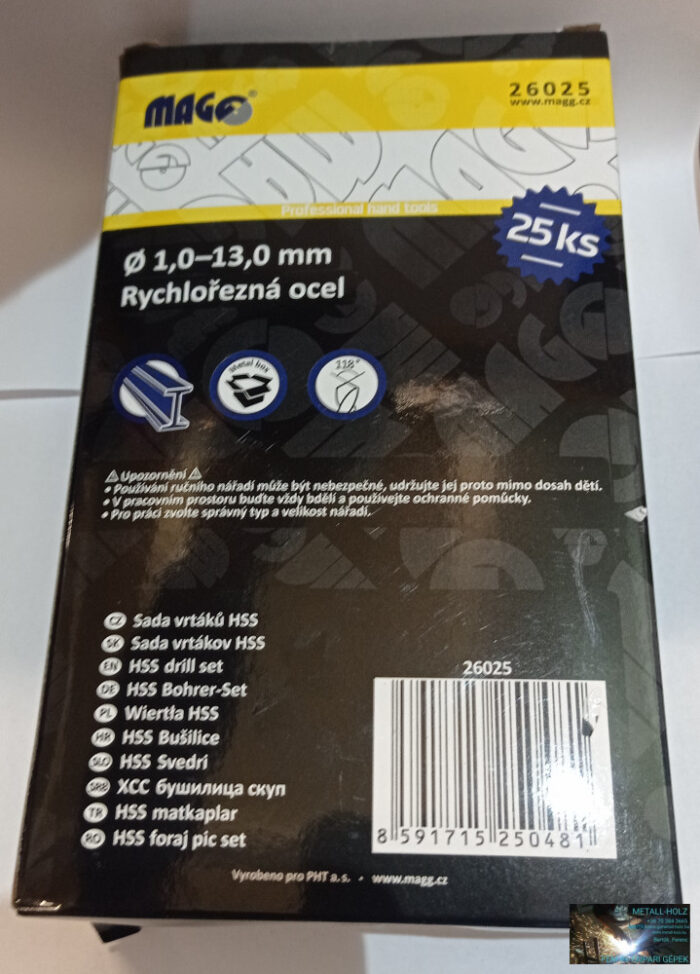 MAGG®
26025
www.magg.cz
Professional hand tools
25 ks
Ø 1,0–13,0 mm
Rychlořezná ocel
Metal box
118°
⚠ Upozornění ⚠
• Používání ručního nářadí může být nebezpečné, udržujte jej proto mimo dosah dětí.
• V pracovním prostoru buďte vždy bdělí a používejte ochranné pomůcky.
• Pro práci zvolte správný typ a velikost nářadí.
CZ Sada vrtáků HSS
SK Sada vrtákov HSS
EN HSS drill set
DE HSS Bohrer-Set
PL Wiertła HSS
HR HSS Bušilice
SLO HSS Svedri
SRB ХСС бушилица скуп
TR HSS matkaplar
RO HSS foraj pic set
26025
8 591715 250481
Vyrobeno pro PHT a. s. - www.magg.cz
METALL-HOLZ